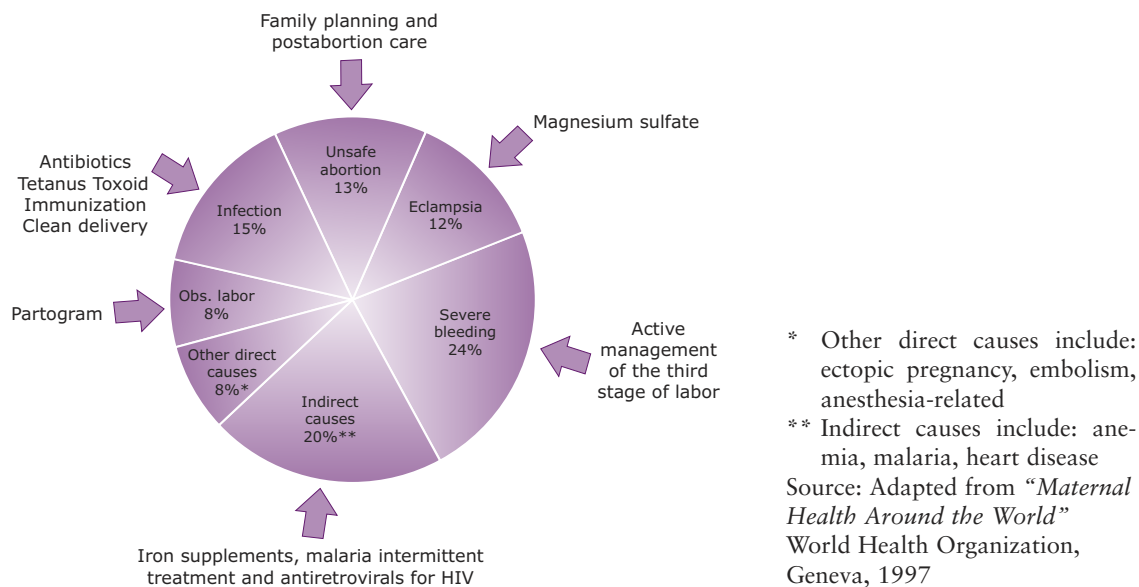 Family planning and
postabortion care
Magnesium sulfate
Antibiotics
Tetanus Toxoid
Immunization
Clean delivery
Unsafe
abortion
13%
Eclampsia
12%
Infection
15%
Obs. labor
8%
Partogram
Severe
bleeding
24%
Active
management
of the third
stage of labor
Other direct
causes
8%*
Indirect
causes
20%**
Iron supplements, malaria intermittent
treatment and antiretrovirals for HIV
* Other direct causes include:
ectopic pregnancy, embolism,
anesthesia-related
** Indirect causes include: ane-
mia, malaria, heart disease
Source: Adapted from “Maternal
Health Around the World”
World Health Organization,
Geneva, 1997